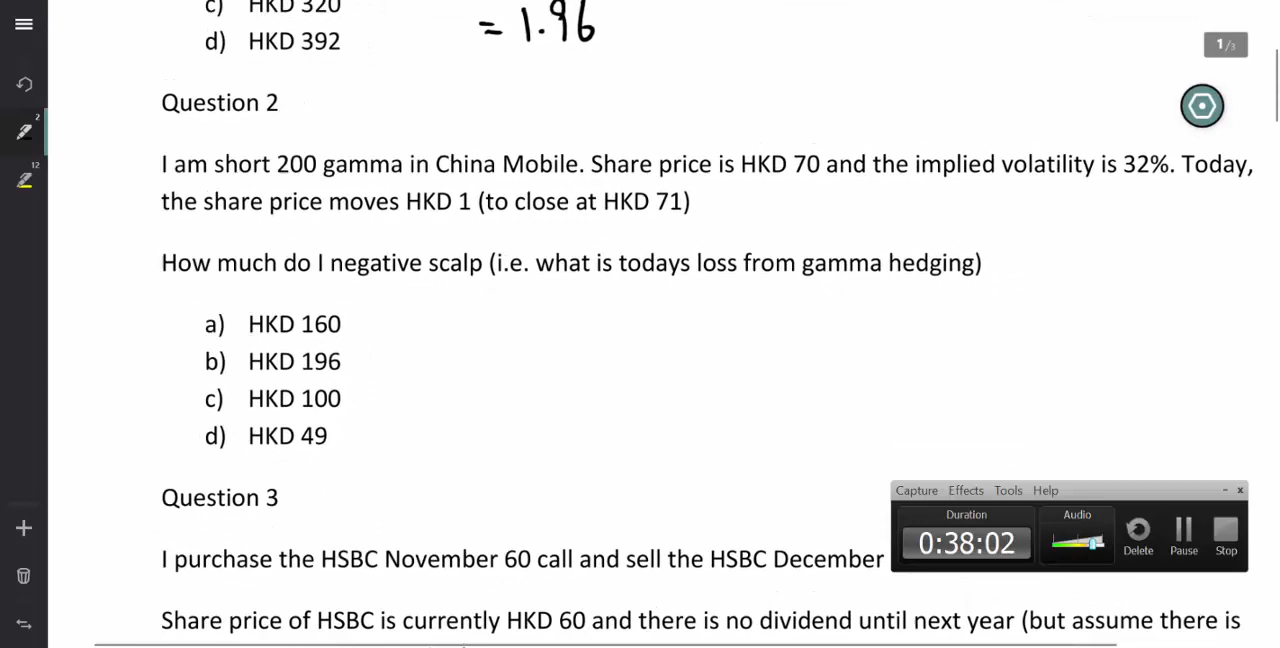 c) HKD 320
= 1.96
d) HKD 392
1/3
Question 2
2
12
I am short 200 gamma in China Mobile. Share price is HKD 70 and the implied volatility is 32%. Today,
the share price moves HKD 1 (to close at HKD 71)
How much do I negative scalp (i.e. what is todays loss from gamma hedging)
a) HKD 160
b) HKD 196
c) HKD 100
d) HKD 49
Question 3
Capture Effects Tools Help - x
Duration Audio
0:38:02
Delete Pause Stop
I purchase the HSBC November 60 call and sell the HSBC December
Share price of HSBC is currently HKD 60 and there is no dividend until next year (but assume there is